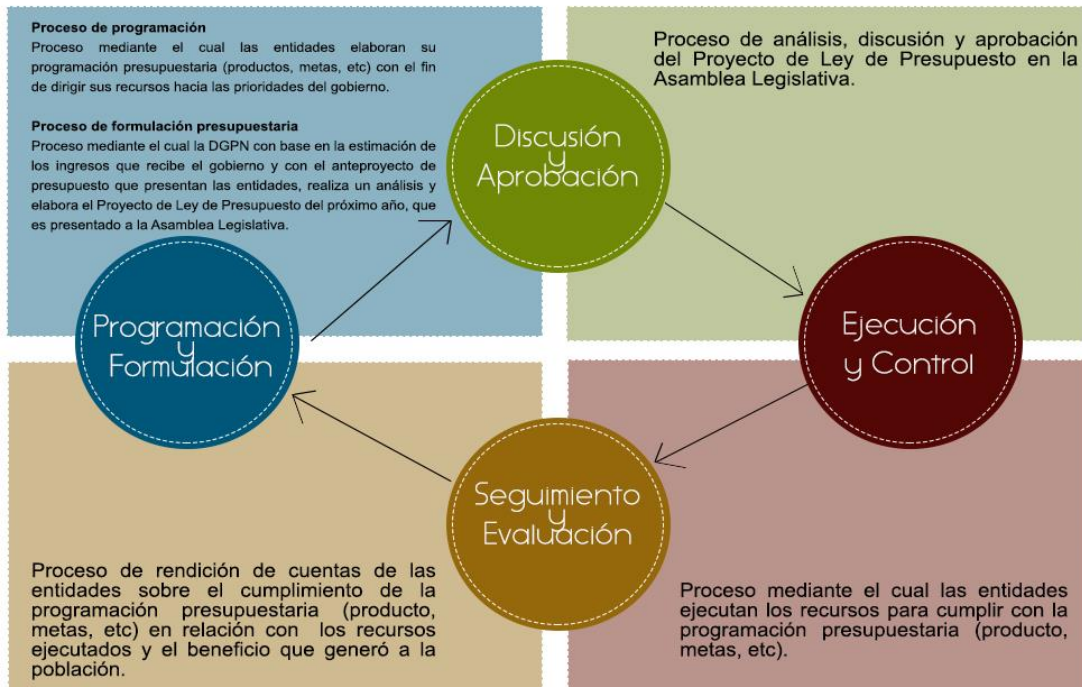 Proceso de programación
Proceso mediante el cual las entidades elaboran su
programación presupuestaria (productos, metas, etc) con el fin
de dirigir sus recursos hacia las prioridades del gobierno.
Proceso de formulación presupuestaria
Proceso mediante el cual la DGPN con base en la estimación de
los ingresos que recibe el gobierno y con el anteproyecto de
presupuesto que presentan las entidades, realiza un análisis y
elabora el Proyecto de Ley de Presupuesto del próximo año, que
es presentado a la Asamblea Legislativa.
Programación
y
Formulación
Discusión
y
Aprobación
Proceso de análisis, discusión y aprobación
del Proyecto de Ley de Presupuesto en la
Asamblea Legislativa.
Ejecución
y Control
Proceso mediante el cual las entidades
ejecutan los recursos para cumplir con la
programación presupuestaria (producto,
metas, etc).
Seguimiento
y
Evaluación
Proceso de rendición de cuentas de las
entidades sobre el cumplimiento de la
programación presupuestaria (producto,
metas, etc) en relación con los recursos
ejecutados y el beneficio que generó a la
población.